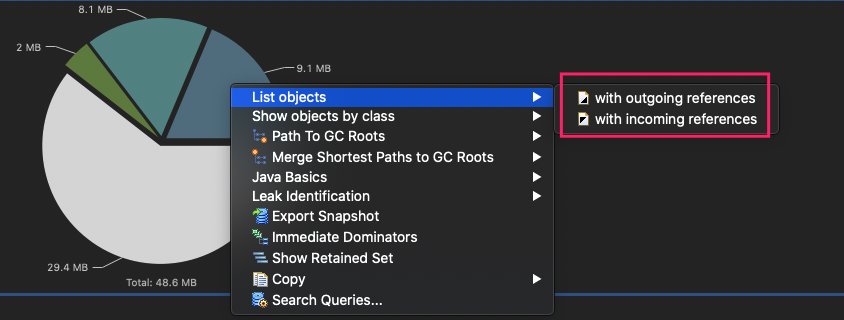 8.1 MB
2 MB
9.1 MB
List objects
with outgoing references
with incoming references
Show objects by class
Path To GC Roots
Merge Shortest Paths to GC Roots
Java Basics
Leak Identification
Export Snapshot
Immediate Dominators
Show Retained Set
Copy
Search Queries...
29.4 MB
Total: 48.6 MB